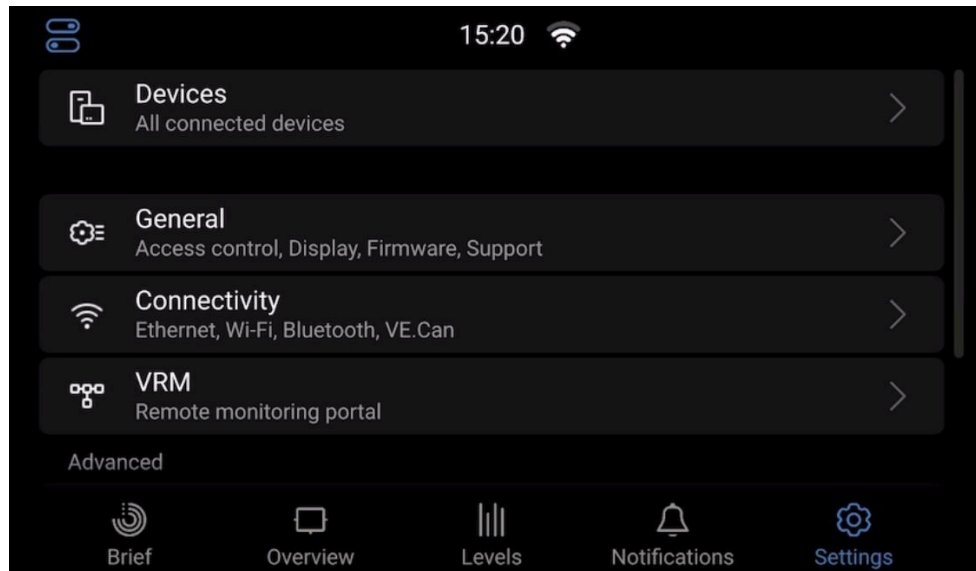 15:20
Devices
All connected devices
General
Access control, Display, Firmware, Support
Connectivity
Ethernet, Wi-Fi, Bluetooth, VE.Can
VRM
Remote monitoring portal
Advanced
Brief
Overview
Levels
Notifications
Settings